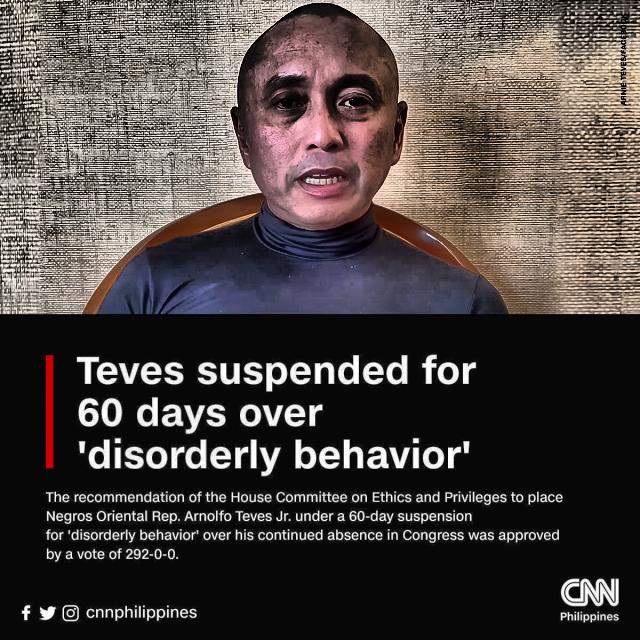 Teves suspended for
60 days over
'disorderly behavior'
The recommendation of the House Committee on Ethics and Privileges to place
Negros Oriental Rep. Arnolfo Teves Jr. under a 60-day suspension
for 'disorderly behavior' over his continued absence in Congress was approved
by a vote of 292-0-0.
cnnphilippines
CNN
Philippines